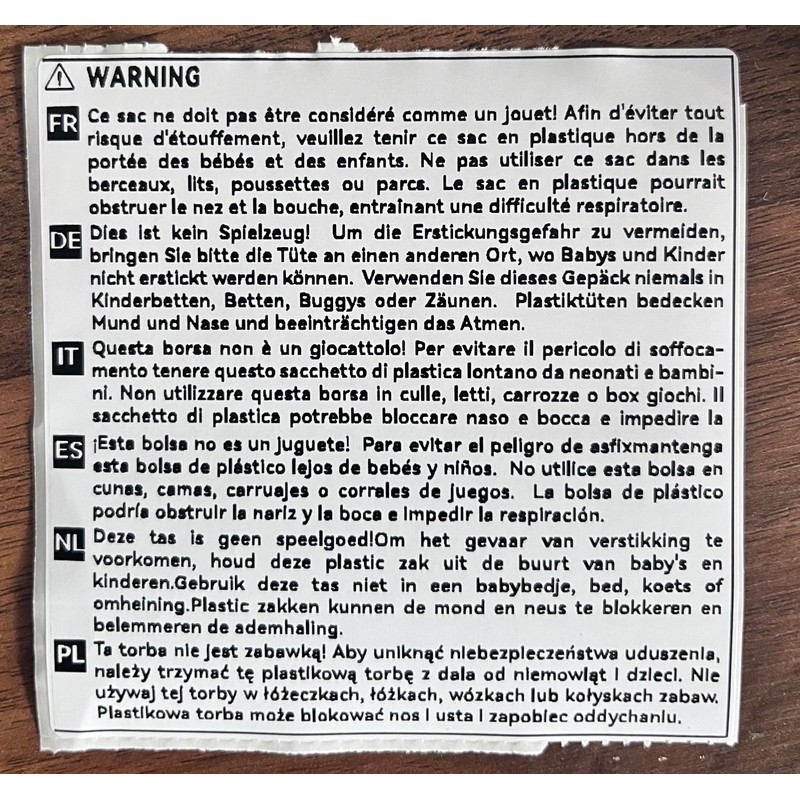 ⚠ WARNING
FR Ce sac ne doit pas être considéré comme un jouet! Afin d'éviter tout
risque d'étouffement, veuillez tenir ce sac en plastique hors de la
portée des bébés et des enfants. Ne pas utiliser ce sac dans les
berceaux, lits, poussettes ou parcs. Le sac en plastique pourrait
obstruer le nez et la bouche, entraînant une difficulté respiratoire.
DE Dies ist kein Spielzeug! Um die Erstickungsgefahr zu vermeiden,
bringen Sie bitte die Tüte an einen anderen Ort, wo Babys und Kinder
nicht erstickt werden können. Verwenden Sie dieses Gepäck niemals in
Kinderbetten, Betten, Buggys oder Zäunen. Plastiktüten bedecken
Mund und Nase und beeinträchtigen das Atmen.
IT Questa borsa non è un giocattolo! Per evitare il pericolo di soffoca-
mento tenere questo sacchetto di plastica lontano da neonati e bambi-
ni. Non utilizzare questa borsa in culle, letti, carrozze o box giochi. Il
sacchetto di plastica potrebbe bloccare naso e bocca e impedire la
ES ¡Esta bolsa no es un juguete! Para evitar el peligro de asfixmantenga
esta bolsa de plástico lejos de bebés y niños. No utilice esta bolsa en
cunas, camas, carruajes o corrales de juegos. La bolsa de plástico
podría obstruir la nariz y la boca e impedir la respiración.
NL Deze tas is geen speelgoed!Om het gevaar van verstikking te
voorkomen, houd deze plastic zak uit de buurt van baby's en
kinderen.Gebruik deze tas niet in een babybedje, bed, koets of
omheining.Plastic zakken kunnen de mond en neus te blokkeren en
belemmeren de ademhaling.
PL Ta torba nie jest zabawką! Aby uniknąć niebezpieczeństwa uduszenia,
należy trzymać tę plastikową torbę z dala od niemowląt i dzieci. Nie
używaj tej torby w łóżeczkach, łóżkach, wózkach lub kołyskach zabaw.
Plastikowa torba może blokować nos i usta i zapobiec oddychaniu.